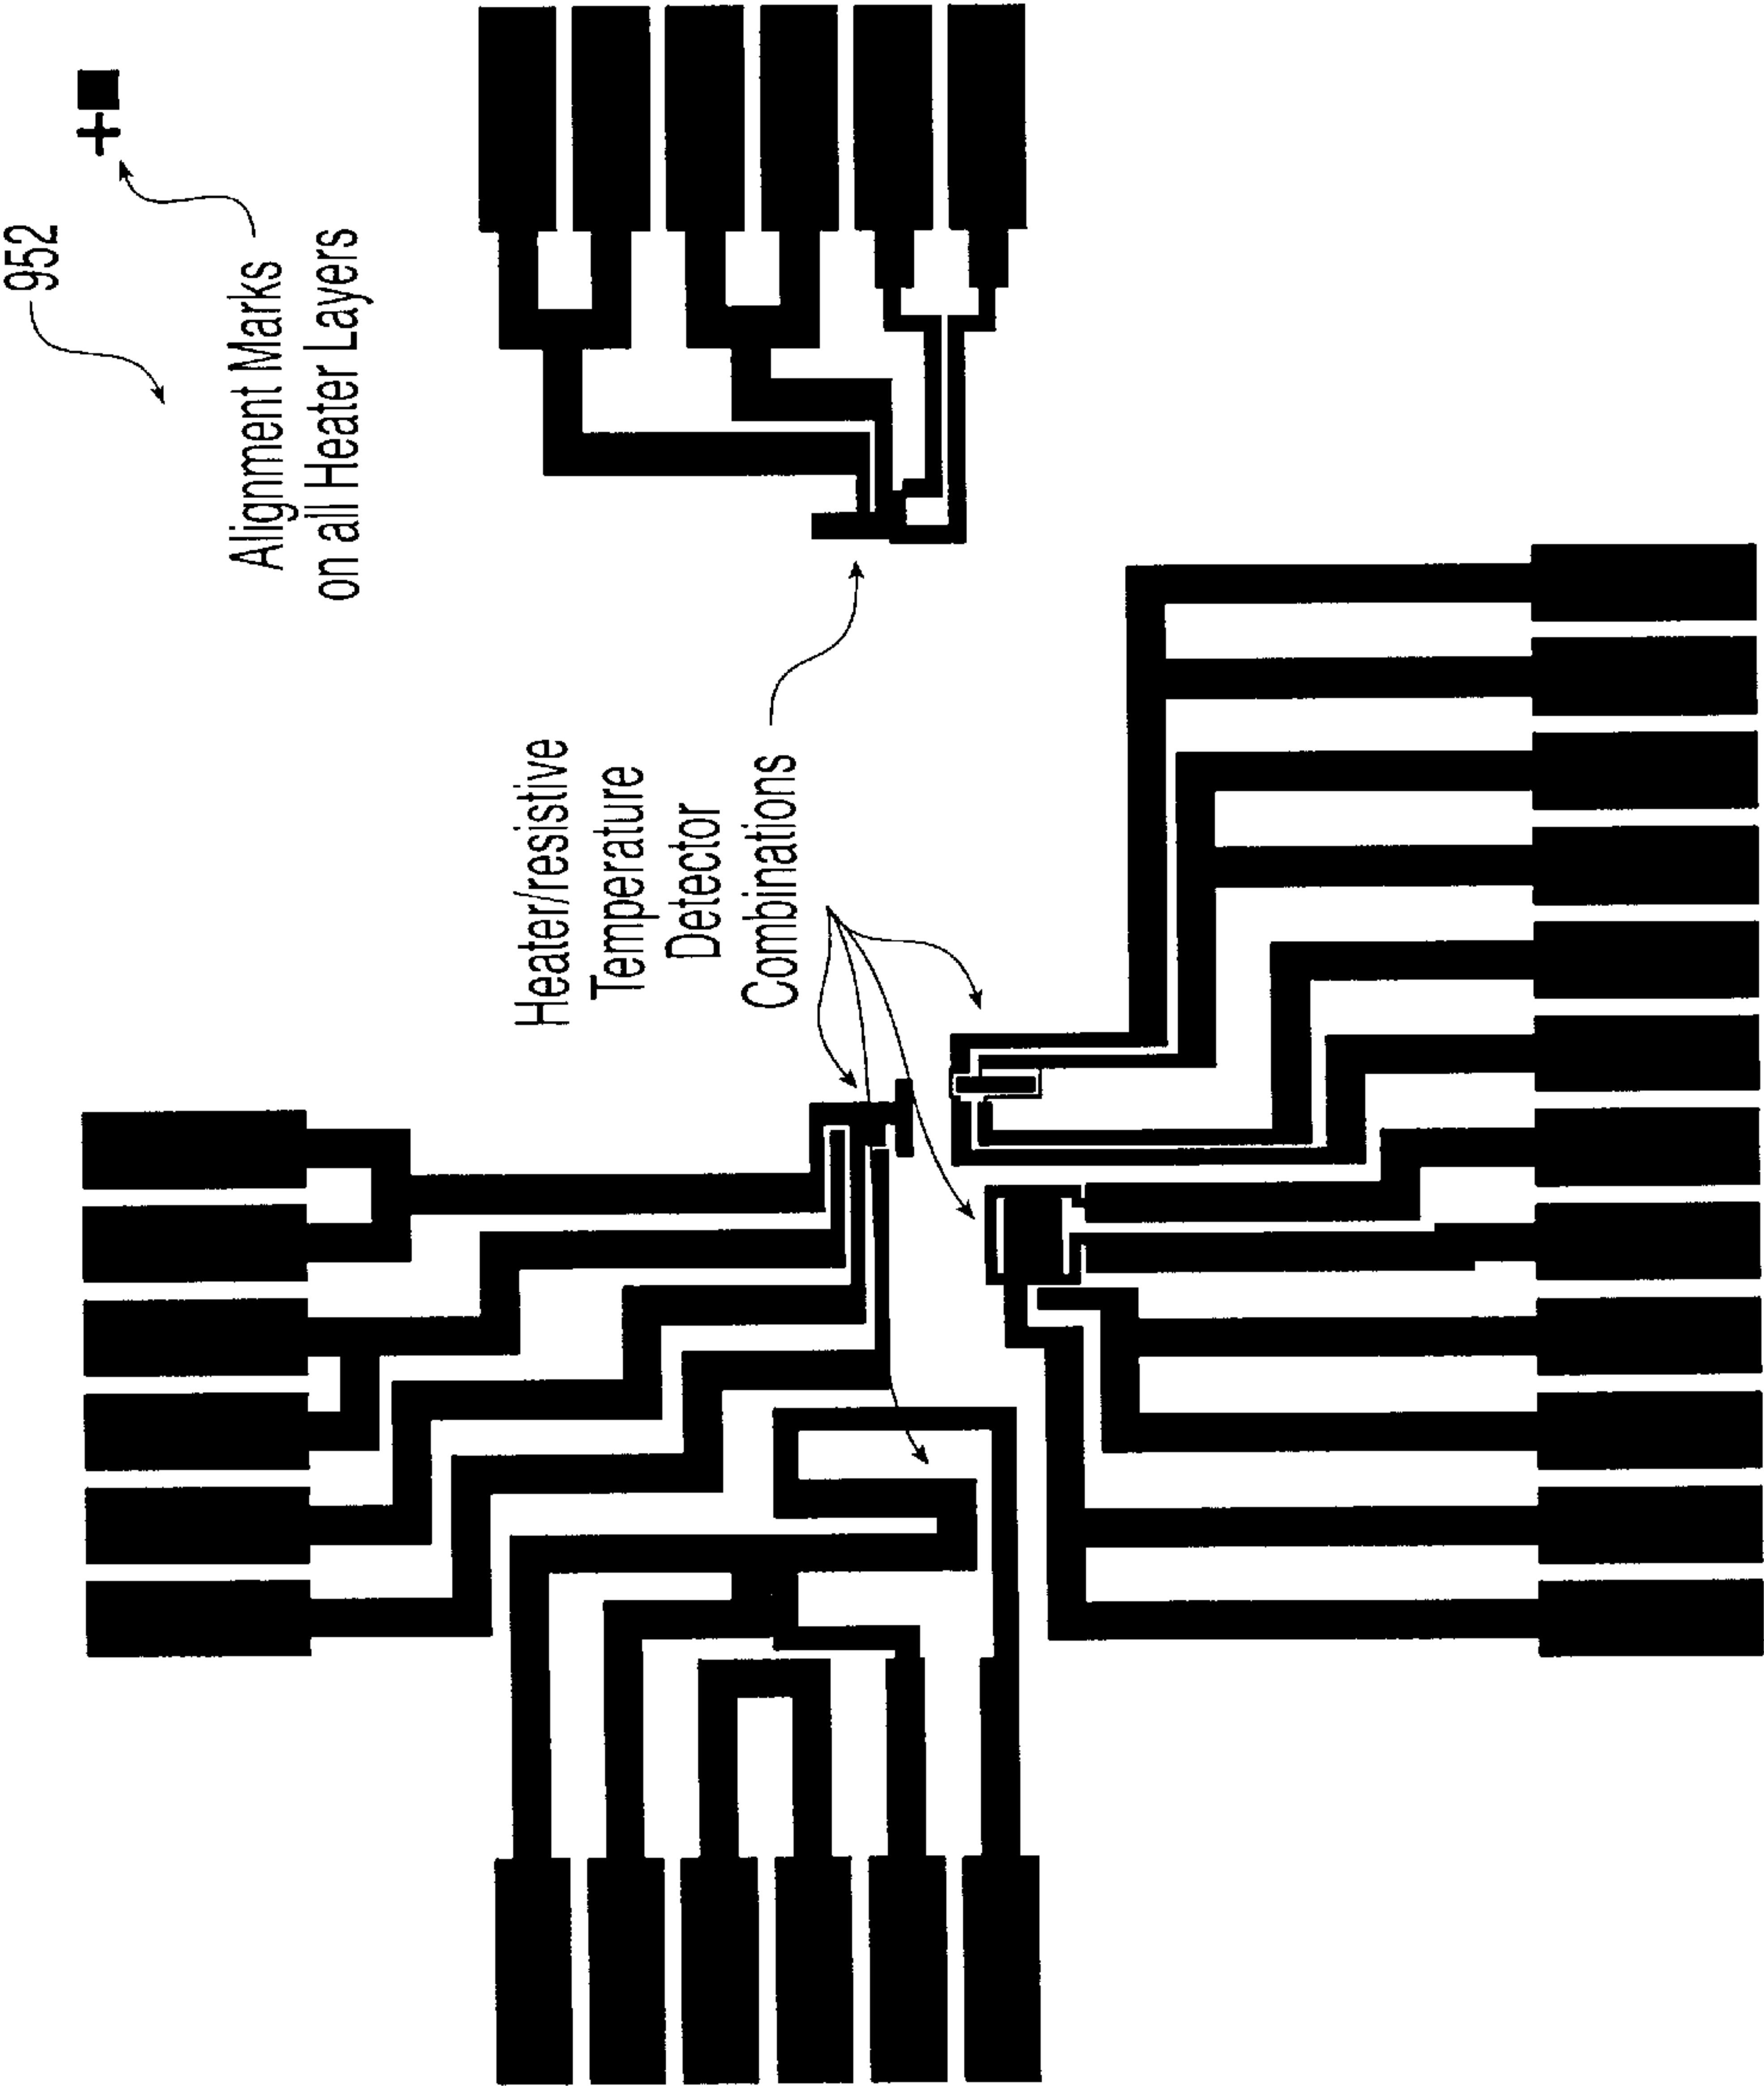 952
Alignment Marks
on all Heater Layers
Heater/resistive
Temperature
Detector
Combinations